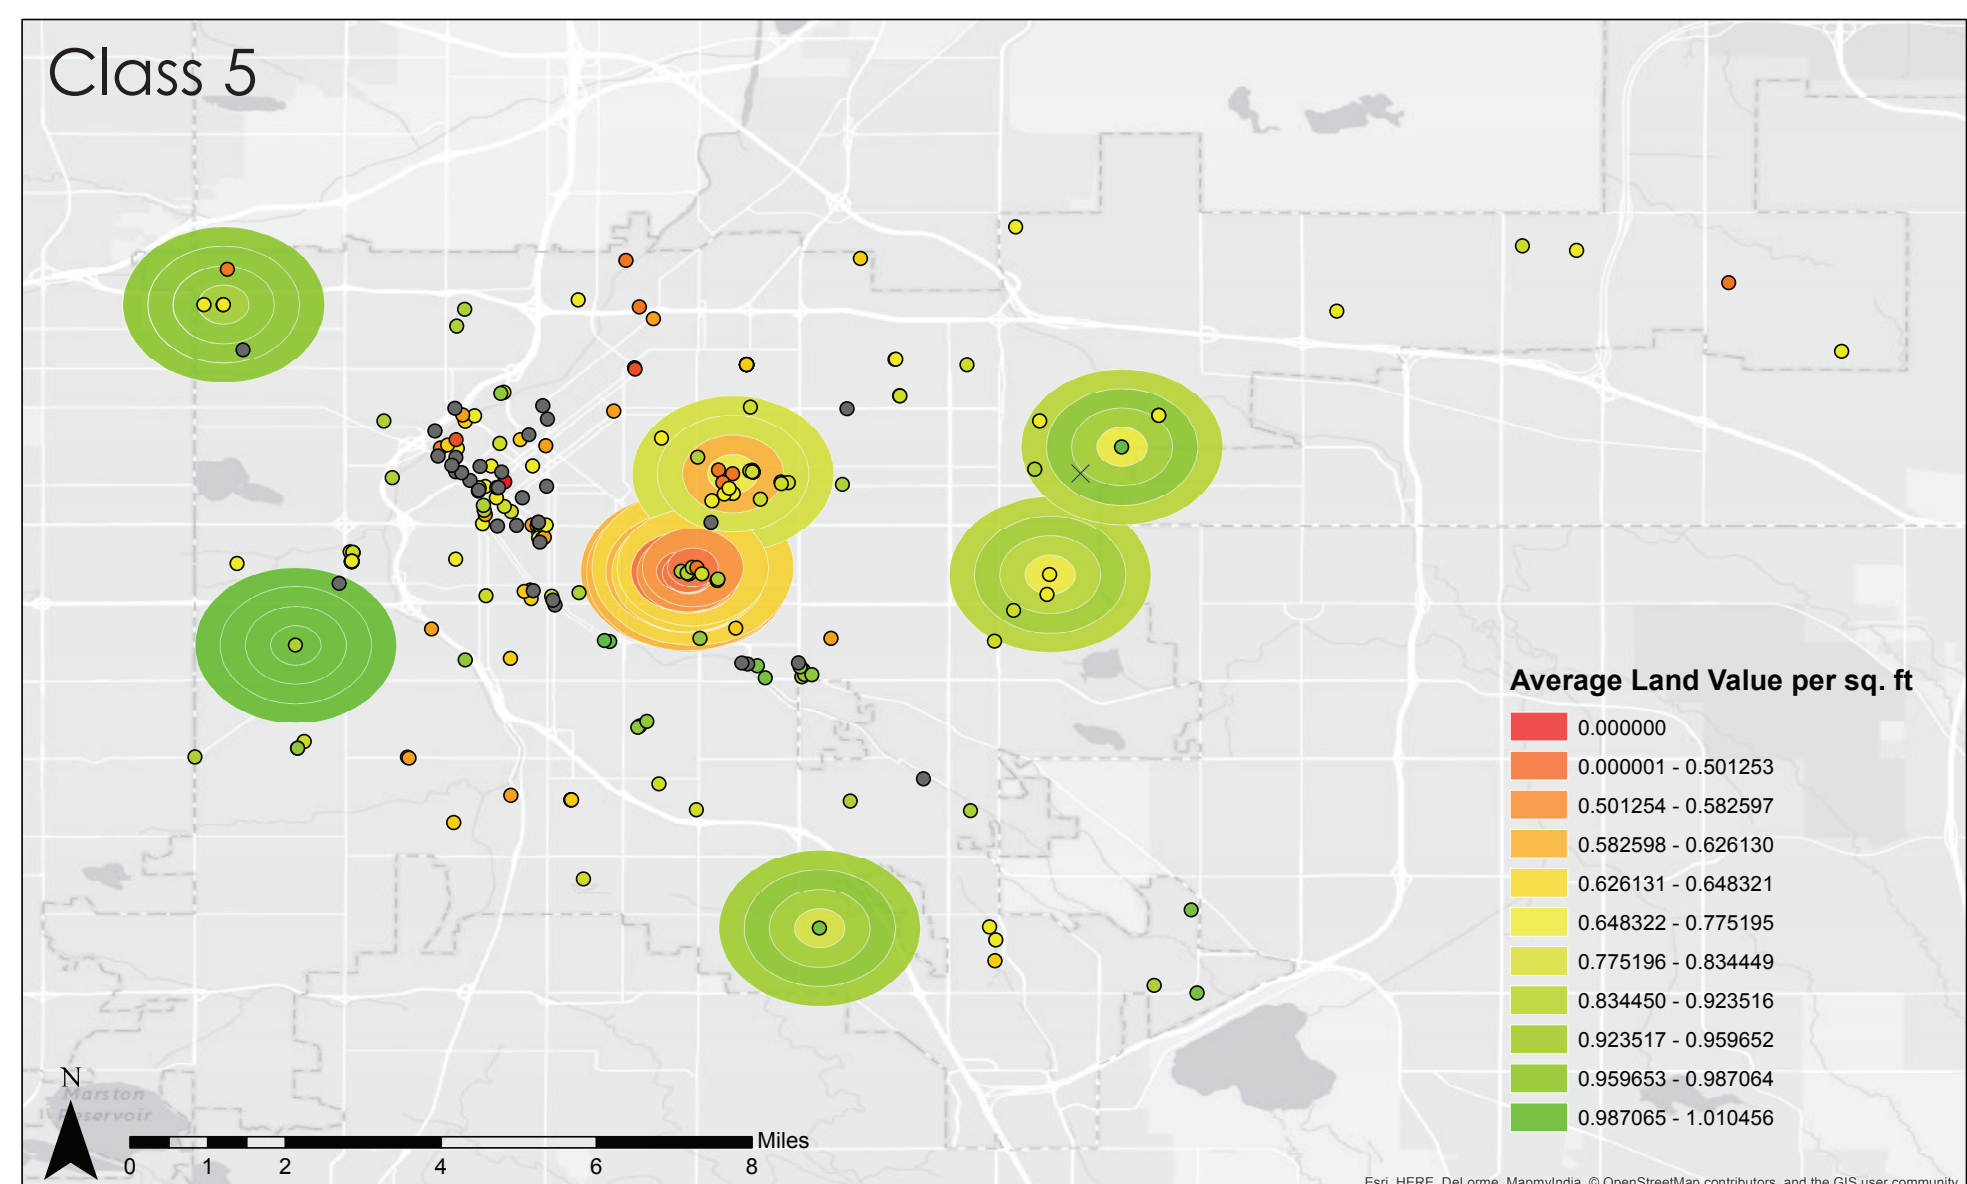 Class 5
Average Land Value per sq. ft
0.000000
0.000001 - 0.501253
0.501254 - 0.582597
0.582598 - 0.626130
0.626131 - 0.648321
0.648322 - 0.775195
0.775196 - 0.834449
0.834450 - 0.923516
0.923517 - 0.959652
0.959653 - 0.987064
0.987065 - 1.010456
N
Marston
Reservoir
Miles
0 1 2 4 6 8
Esri, HERE, DeLorme, MapmyIndia, © OpenStreetMap contributors, and the GIS user community